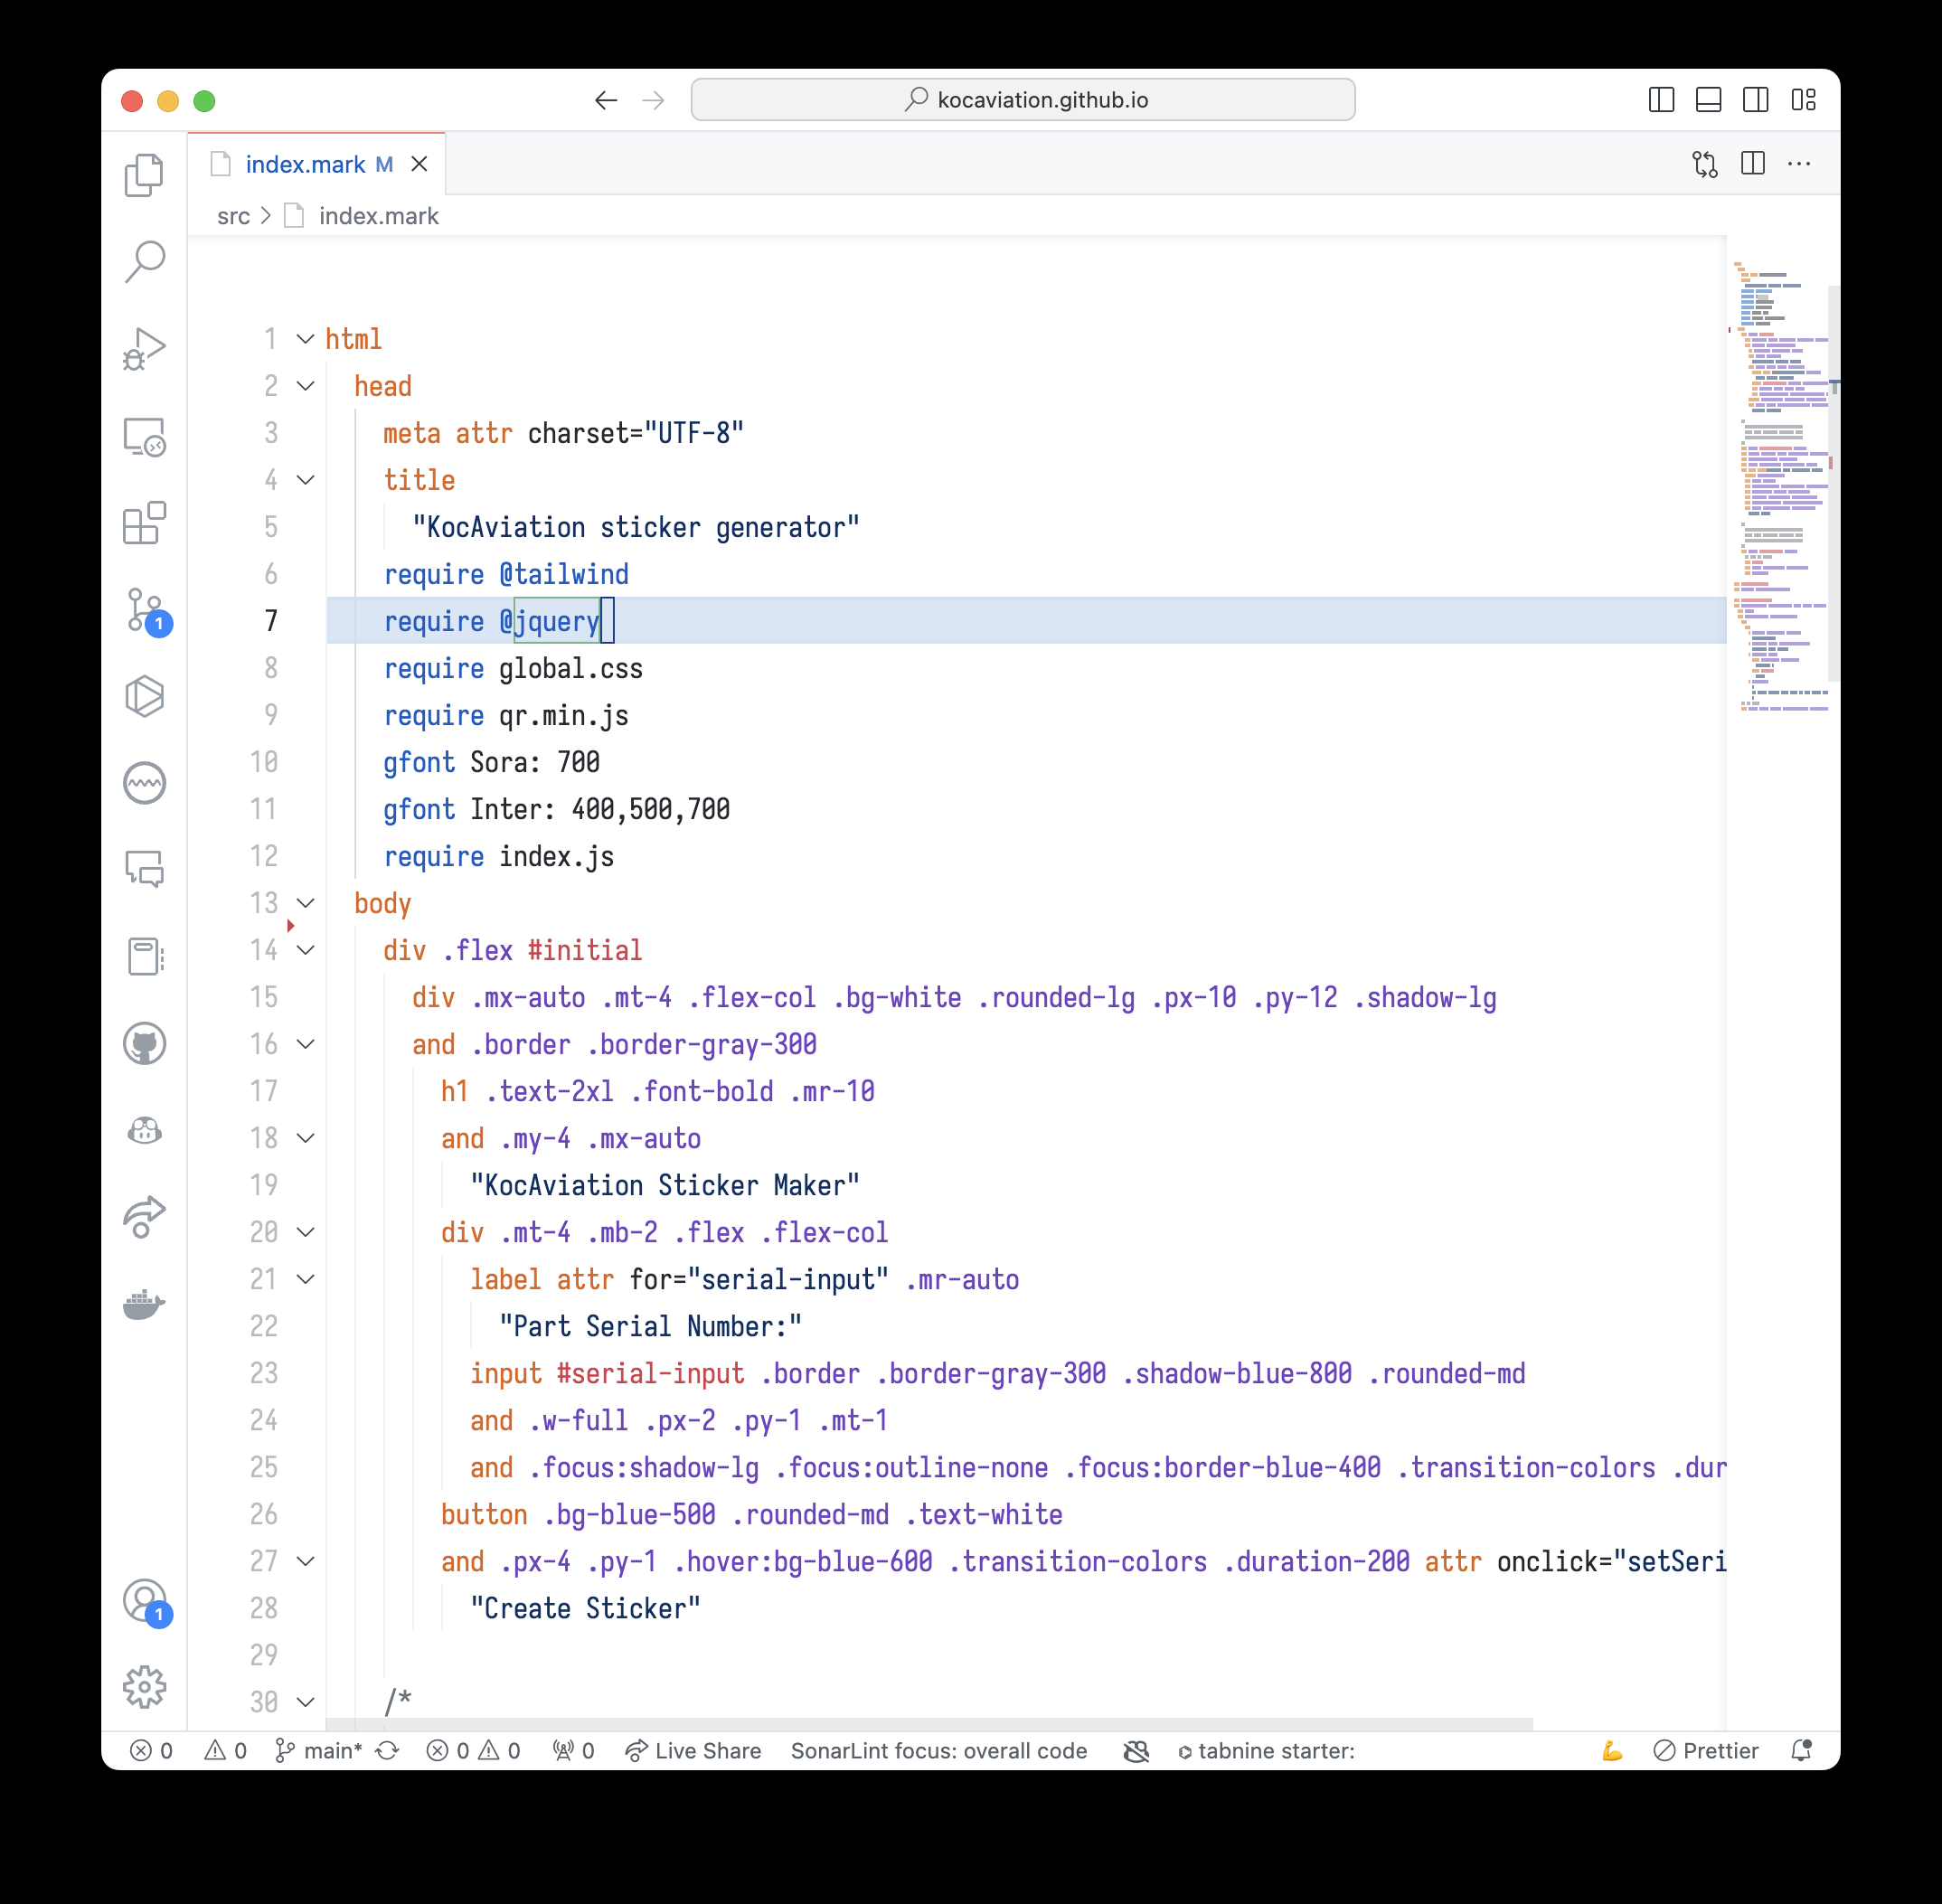 kocaviation.github.io
index.mark M
src > index.mark
1 html
2 head
3 meta attr charset="UTF-8"
4 title
5 "KocAviation sticker generator"
6 require @tailwind
7 require @jquery
8 require global.css
9 require qr.min.js
10 gfont Sora: 700
11 gfont Inter: 400,500,700
12 require index.js
13 body
14 div .flex #initial
15 div .mx-auto .mt-4 .flex-col .bg-white .rounded-lg .px-10 .py-12 .shadow-lg
16 and .border .border-gray-300
17 h1 .text-2xl .font-bold .mr-10
18 and .my-4 .mx-auto
19 "KocAviation Sticker Maker"
20 div .mt-4 .mb-2 .flex .flex-col
21 label attr for="serial-input" .mr-auto
22 "Part Serial Number:"
23 input #serial-input .border .border-gray-300 .shadow-blue-800 .rounded-md
24 and .w-full .px-2 .py-1 .mt-1
25 and .focus:shadow-lg .focus:outline-none .focus:border-blue-400 .transition-colors .dur
26 button .bg-blue-500 .rounded-md .text-white
27 and .px-4 .py-1 .hover:bg-blue-600 .transition-colors .duration-200 attr onclick="setSeri
28 "Create Sticker"
29
30 /*
1
1
0 0 main* 0 0 0 Live Share SonarLint focus: overall code tabnine starter: 💪 Prettier